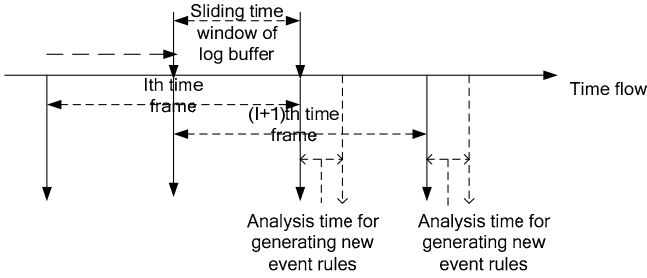 Sliding time
window of
log buffer
Time flow
Ith time
frame
(I+1)th time
frame
Analysis time for
generating new
event rules
Analysis time for
generating new
event rules